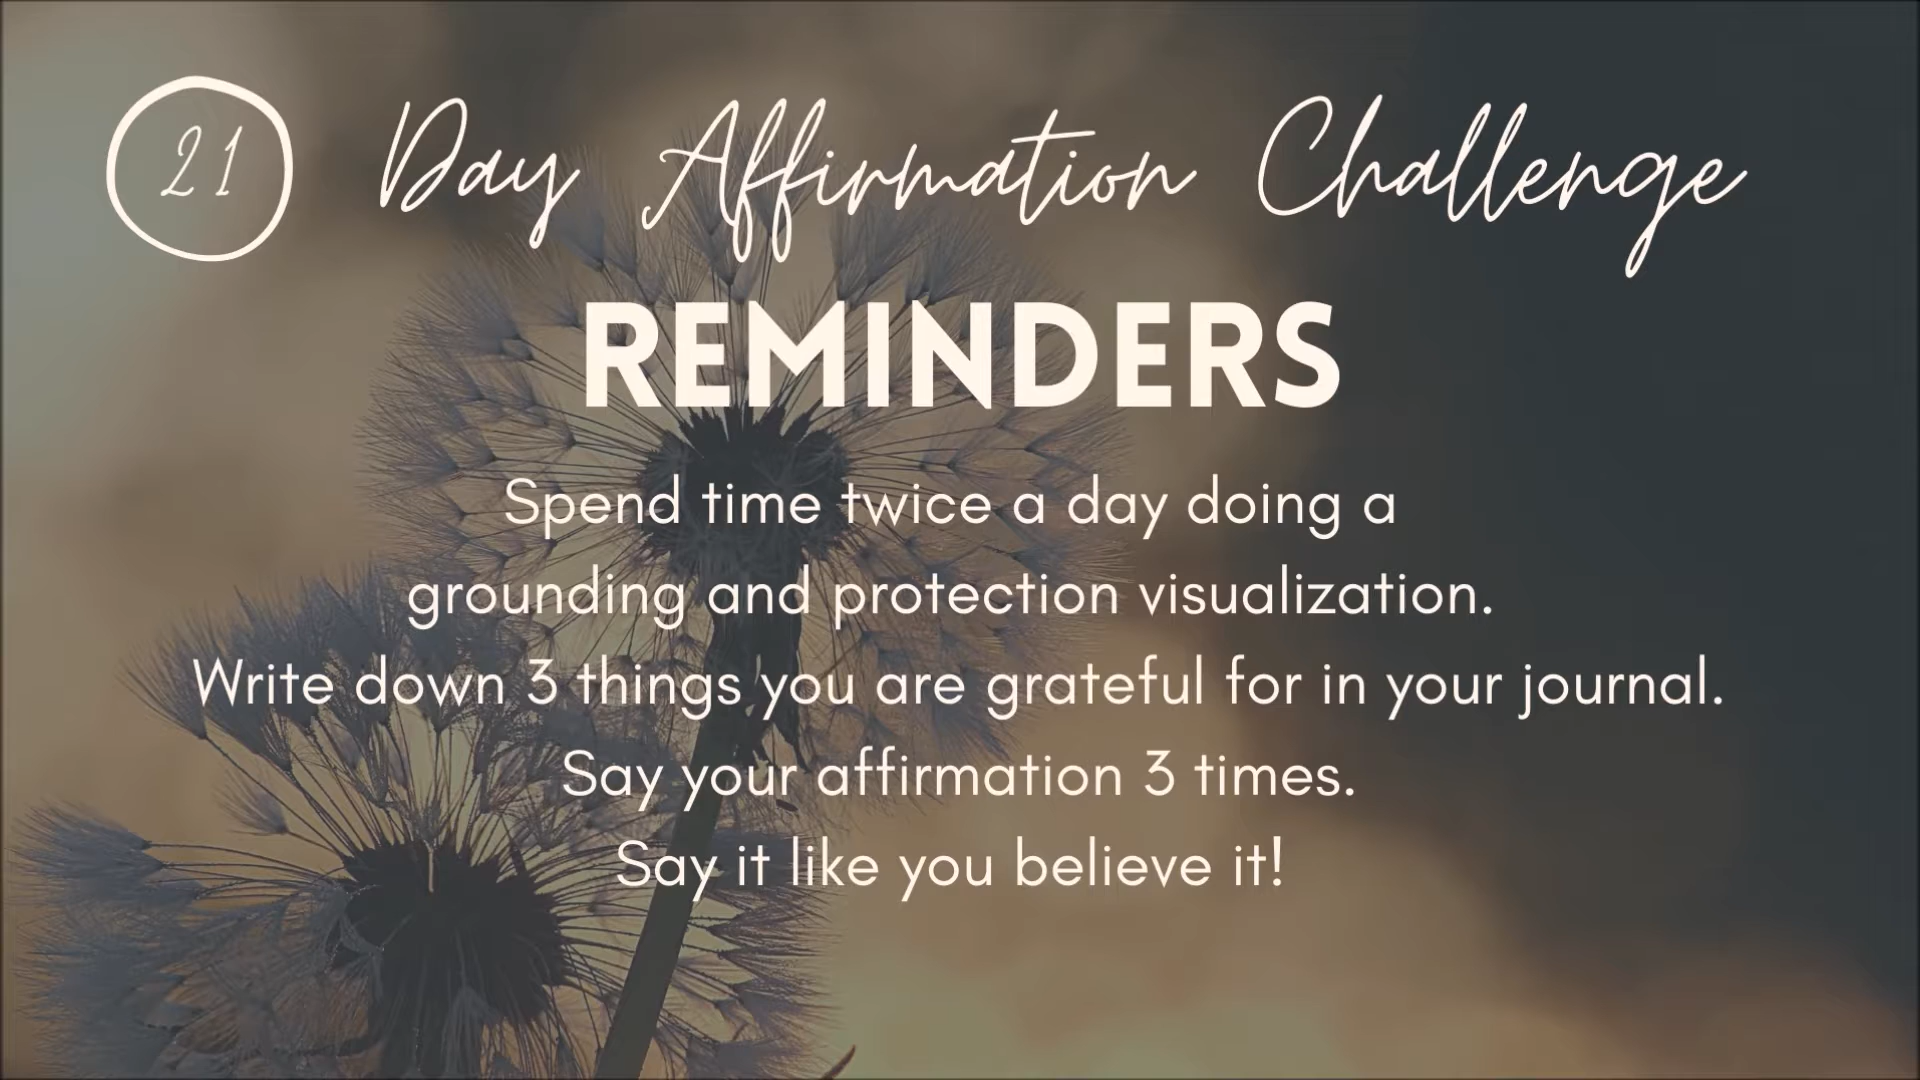 21 Day Affirmation Challenge
REMINDERS
Spend time twice a day doing a
grounding and protection visualization.
Write down 3 things you are grateful for in your journal.
Say your affirmation 3 times.
Say it like you believe it!